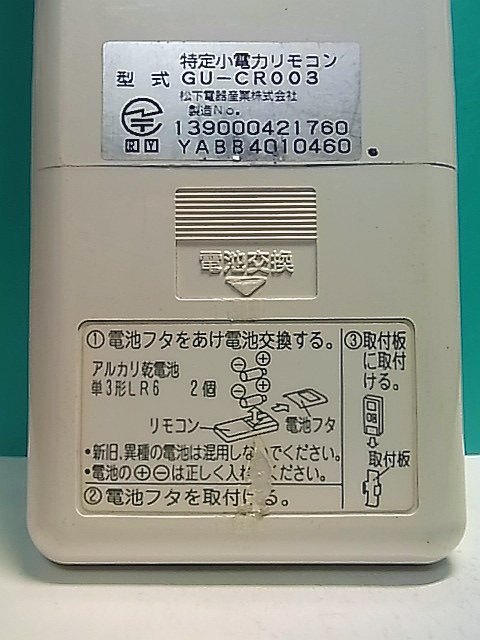 特定小電力リモコン
型式 GU-CR003
松下電器産業株式会社
製造No.
139000421760
R Y YABB4010460
電池交換
①電池フタをあけ電池交換する。
アルカリ乾電池
単3形LR6 2個
リモコン
電池フタ
•新旧、異種の電池は混用しないでください。
•電池の⊕⊖は正しく入れ ください。
②電池フタを取付ける。
③取付板
に取付
ける。
取付板